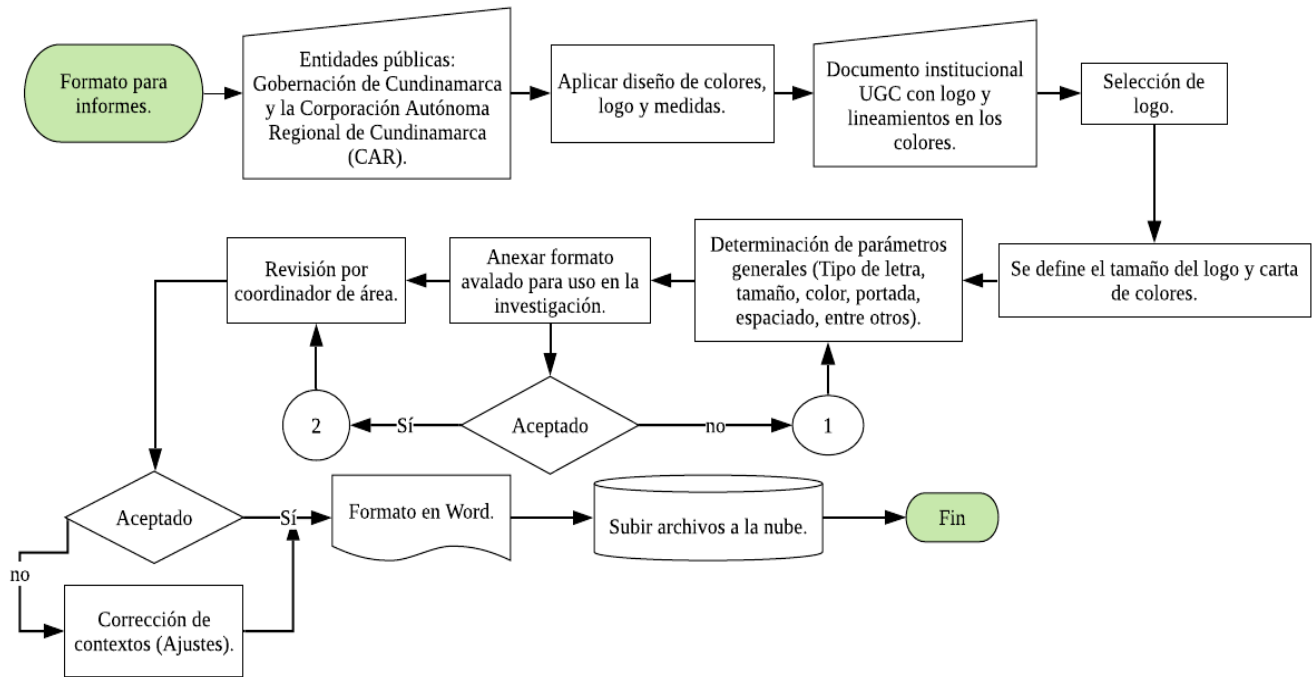 Formato para
informes.
Entidades públicas:
Gobernación de Cundinamarca
y la Corporación Autónoma
Regional de Cundinamarca
(CAR).
Aplicar diseño de colores,
logo y medidas.
Documento institucional
UGC con logo y
lineamientos en los
colores.
Selección de
logo.
Se define el tamaño del logo y carta
de colores.
Determinación de parámetros
generales (Tipo de letra,
tamaño, color, portada,
espaciado, entre otros).
Anexar formato
avalado para uso en la
investigación.
Revisión por
coordinador de área.
2
Sí
Aceptado
no
1
Aceptado
Sí
no
Corrección de
contextos (Ajustes).
Formato en Word.
Subir archivos a la nube.
Fin